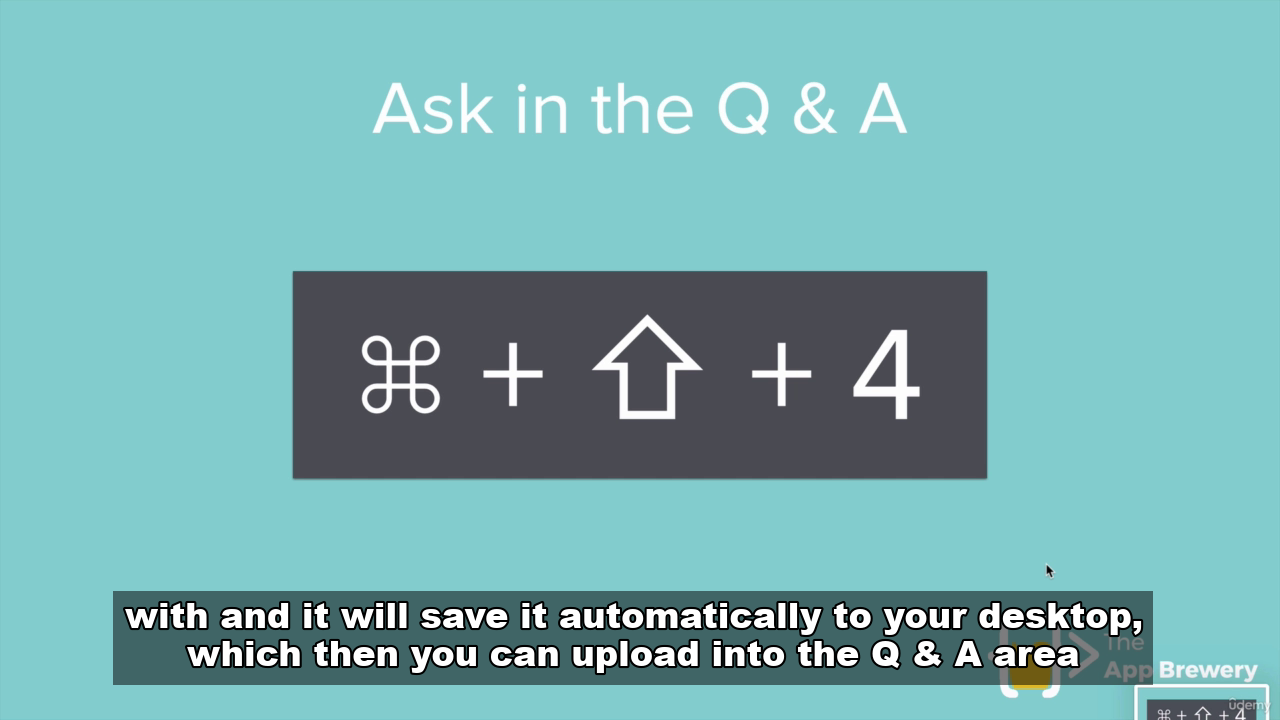 Ask in the Q & A
⌘ + ⇧ + 4
with and it will save it automatically to your desktop,
which then you can upload into the Q & A area
The
App Brewery
⌘ + ⇧ + 4
udemy